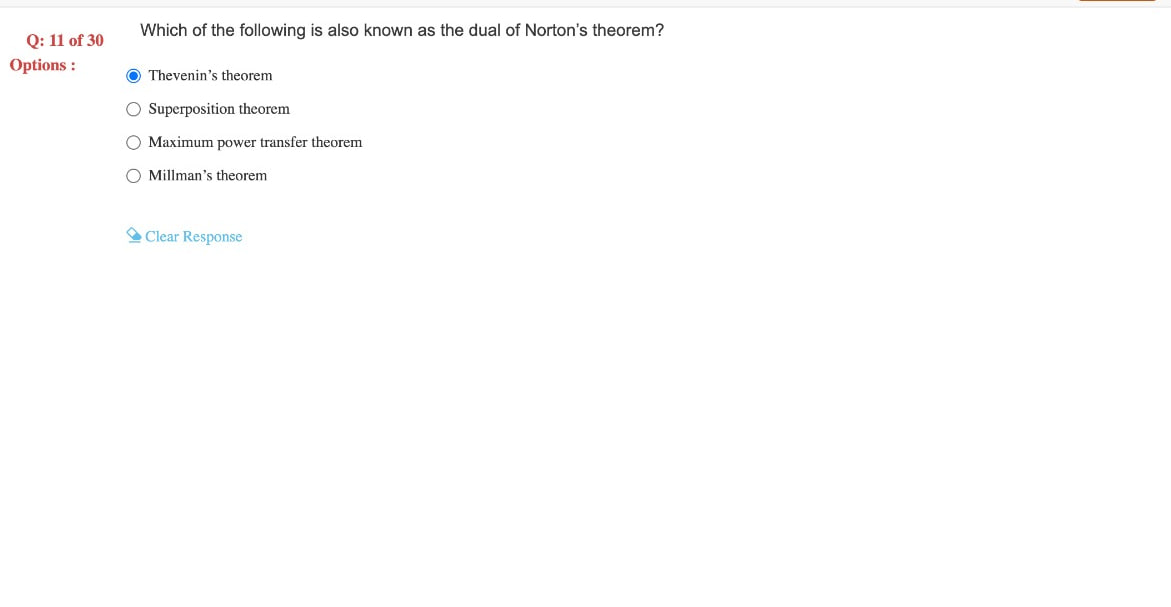 Which of the following is also known as the dual of Norton’s theorem?
Q: 11 of 30
Options :
Thevenin’s theorem
Superposition theorem
Maximum power transfer theorem
Millman’s theorem
Clear Response